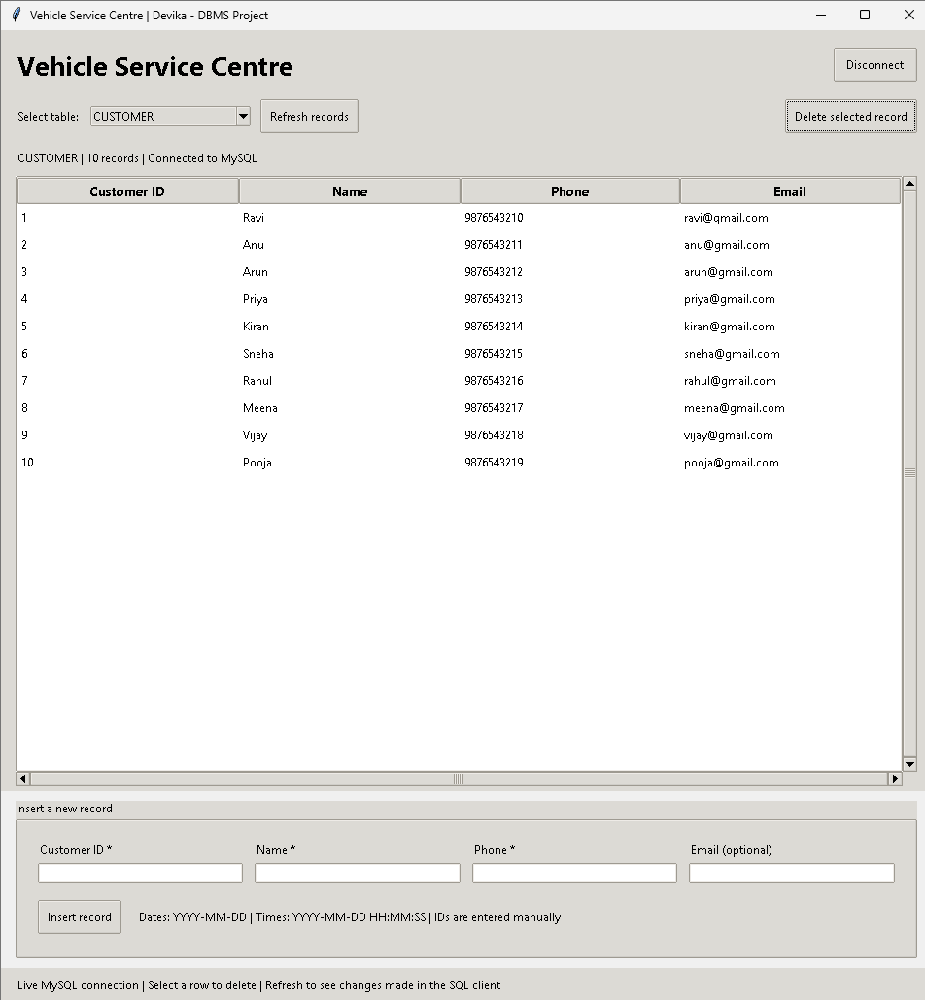 Vehicle Service Centre | Devika - DBMS Project
Vehicle Service Centre
Disconnect
Select table: CUSTOMER Refresh records Delete selected record
CUSTOMER | 10 records | Connected to MySQL
Customer ID Name Phone Email
1 Ravi 9876543210 ravi@gmail.com
2 Anu 9876543211 anu@gmail.com
3 Arun 9876543212 arun@gmail.com
4 Priya 9876543213 priya@gmail.com
5 Kiran 9876543214 kiran@gmail.com
6 Sneha 9876543215 sneha@gmail.com
7 Rahul 9876543216 rahul@gmail.com
8 Meena 9876543217 meena@gmail.com
9 Vijay 9876543218 vijay@gmail.com
10 Pooja 9876543219 pooja@gmail.com
Insert a new record
Customer ID * Name * Phone * Email (optional)
Insert record Dates: YYYY-MM-DD | Times: YYYY-MM-DD HH:MM:SS | IDs are entered manually
Live MySQL connection | Select a row to delete | Refresh to see changes made in the SQL client